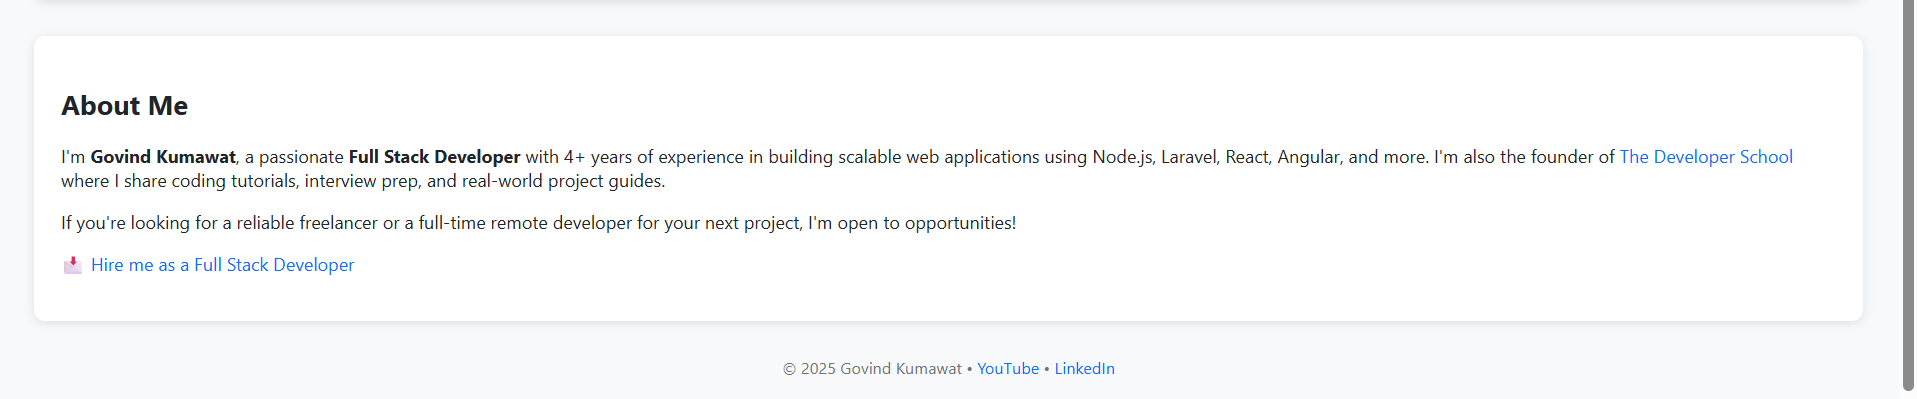 About Me
I'm Govind Kumawat, a passionate Full Stack Developer with 4+ years of experience in building scalable web applications using Node.js, Laravel, React, Angular, and more. I'm also the founder of The Developer School
where I share coding tutorials, interview prep, and real-world project guides.
If you're looking for a reliable freelancer or a full-time remote developer for your next project, I'm open to opportunities!
📩 Hire me as a Full Stack Developer
© 2025 Govind Kumawat • YouTube • LinkedIn